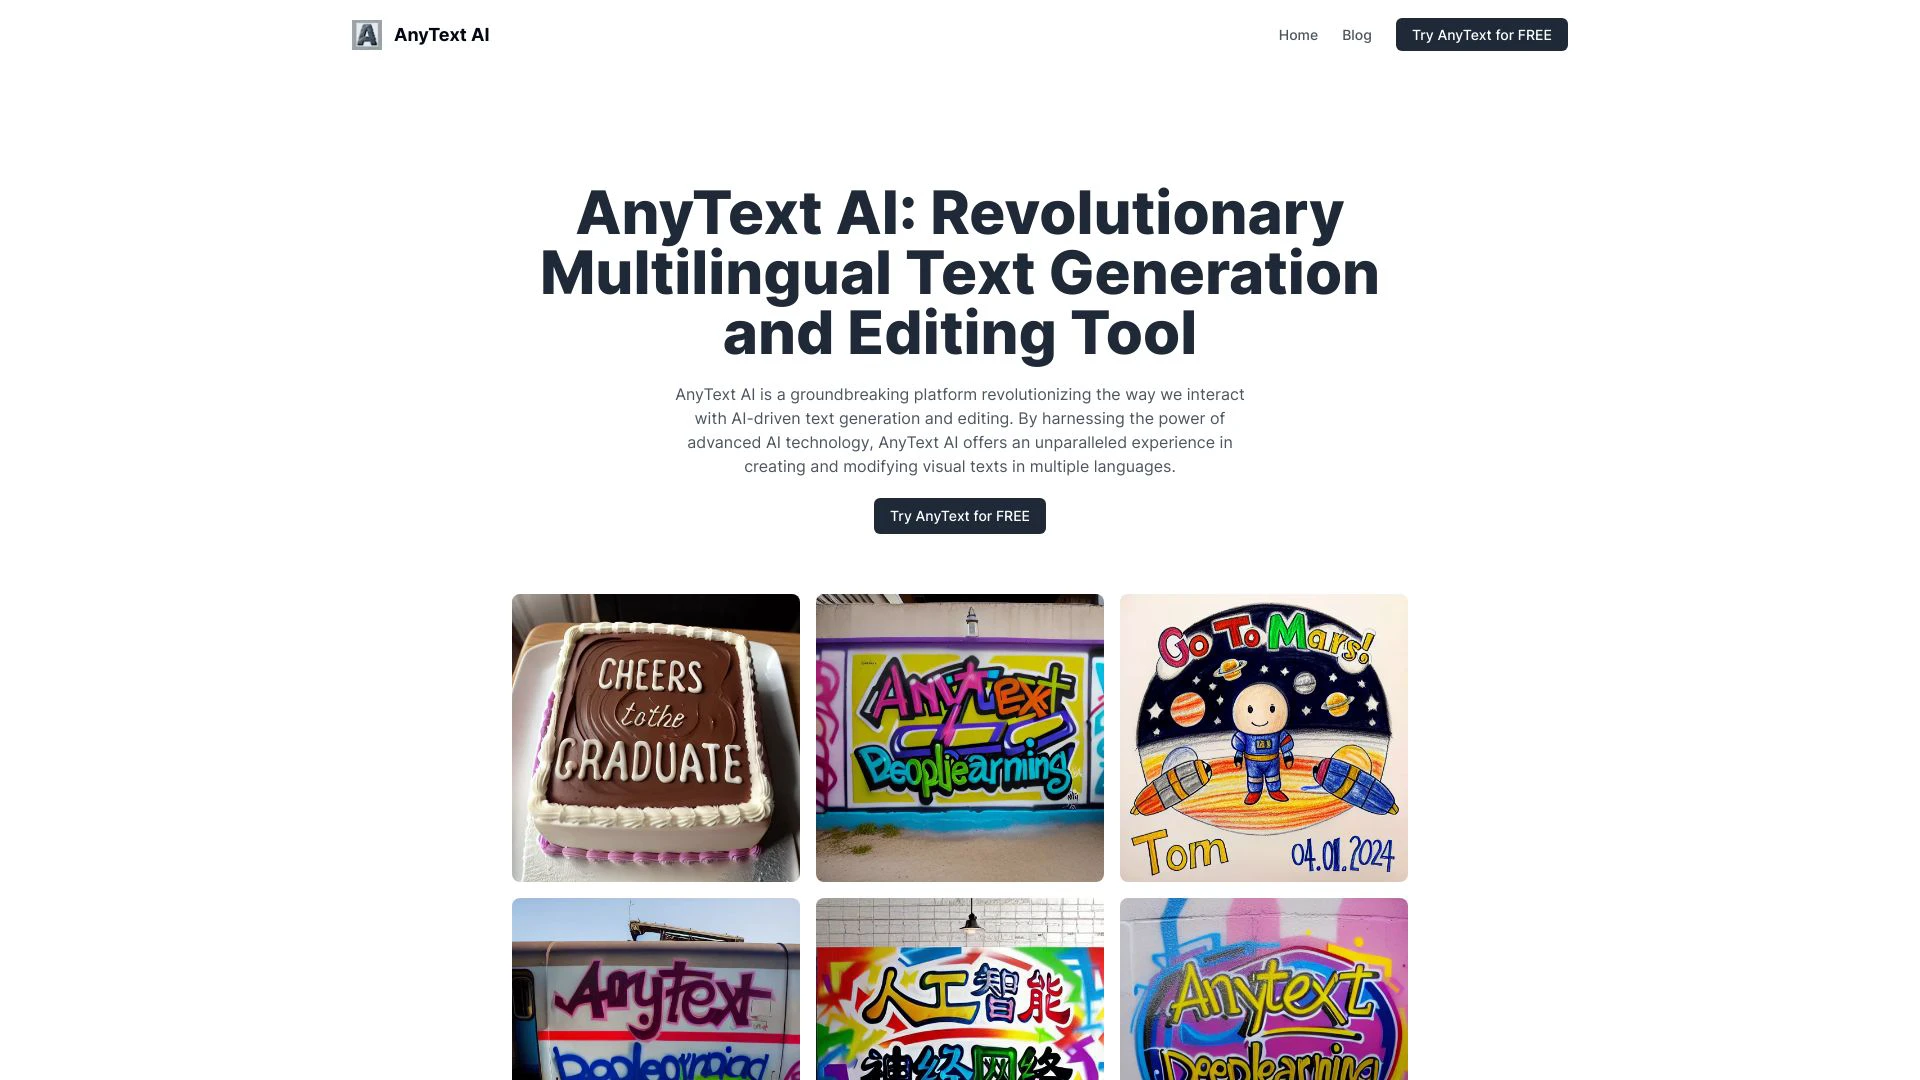 AnyText AI
Home
Blog
Try AnyText for FREE
AnyText AI: Revolutionary
Multilingual Text Generation
and Editing Tool
AnyText AI is a groundbreaking platform revolutionizing the way we interact
with AI-driven text generation and editing. By harnessing the power of
advanced AI technology, AnyText AI offers an unparalleled experience in
creating and modifying visual texts in multiple languages.
Try AnyText for FREE
CHEERS
to the
GRADUATE
Go To Mars!
Tom
04.01.2024
Anytext
人工智能
神经网络
Anytext
Deeplearning